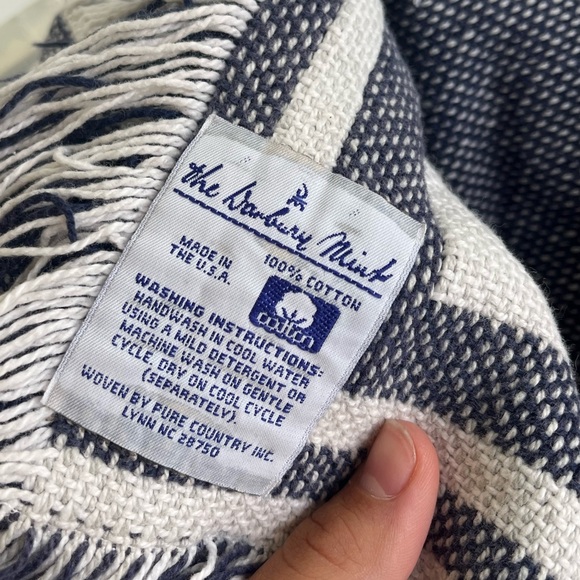 DM
The Danbury Mint
MADE IN
THE U.S.A.
100% COTTON
COTTON
WASHING INSTRUCTIONS:
HANDWASH IN COOL WATER
USING A MILD DETERGENT OR
MACHINE WASH ON GENTLE
CYCLE, DRY ON COOL CYCLE
(SEPARATELY).
WOVEN BY PURE COUNTRY INC.
LYNN NC 28750